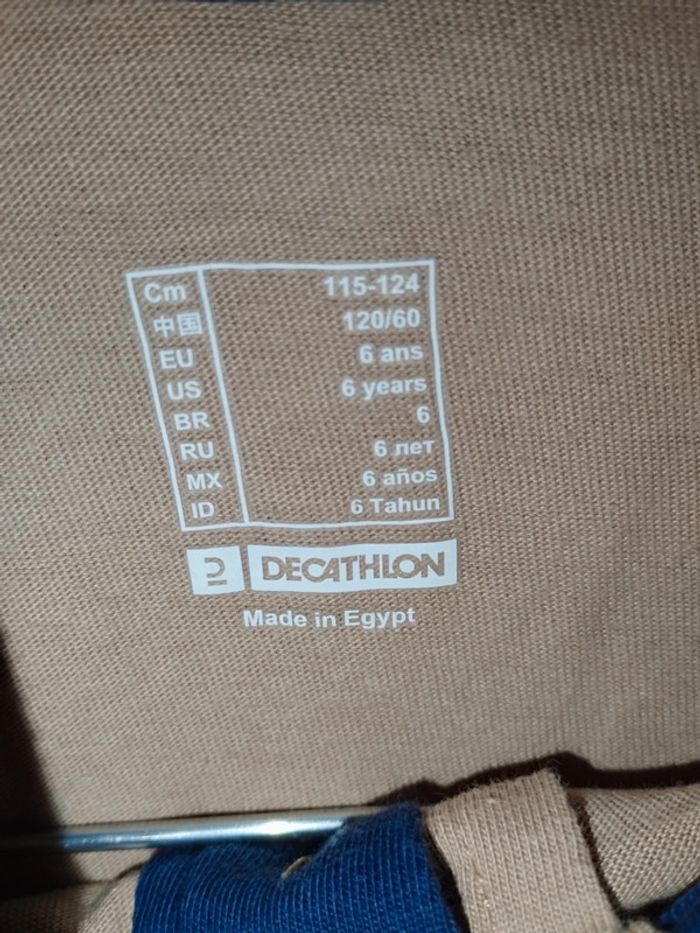 Cm 115-124
中国 120/60
EU 6 ans
US 6 years
BR 6
RU 6 лет
MX 6 años
ID 6 Tahun
DECATHLON
Made in Egypt